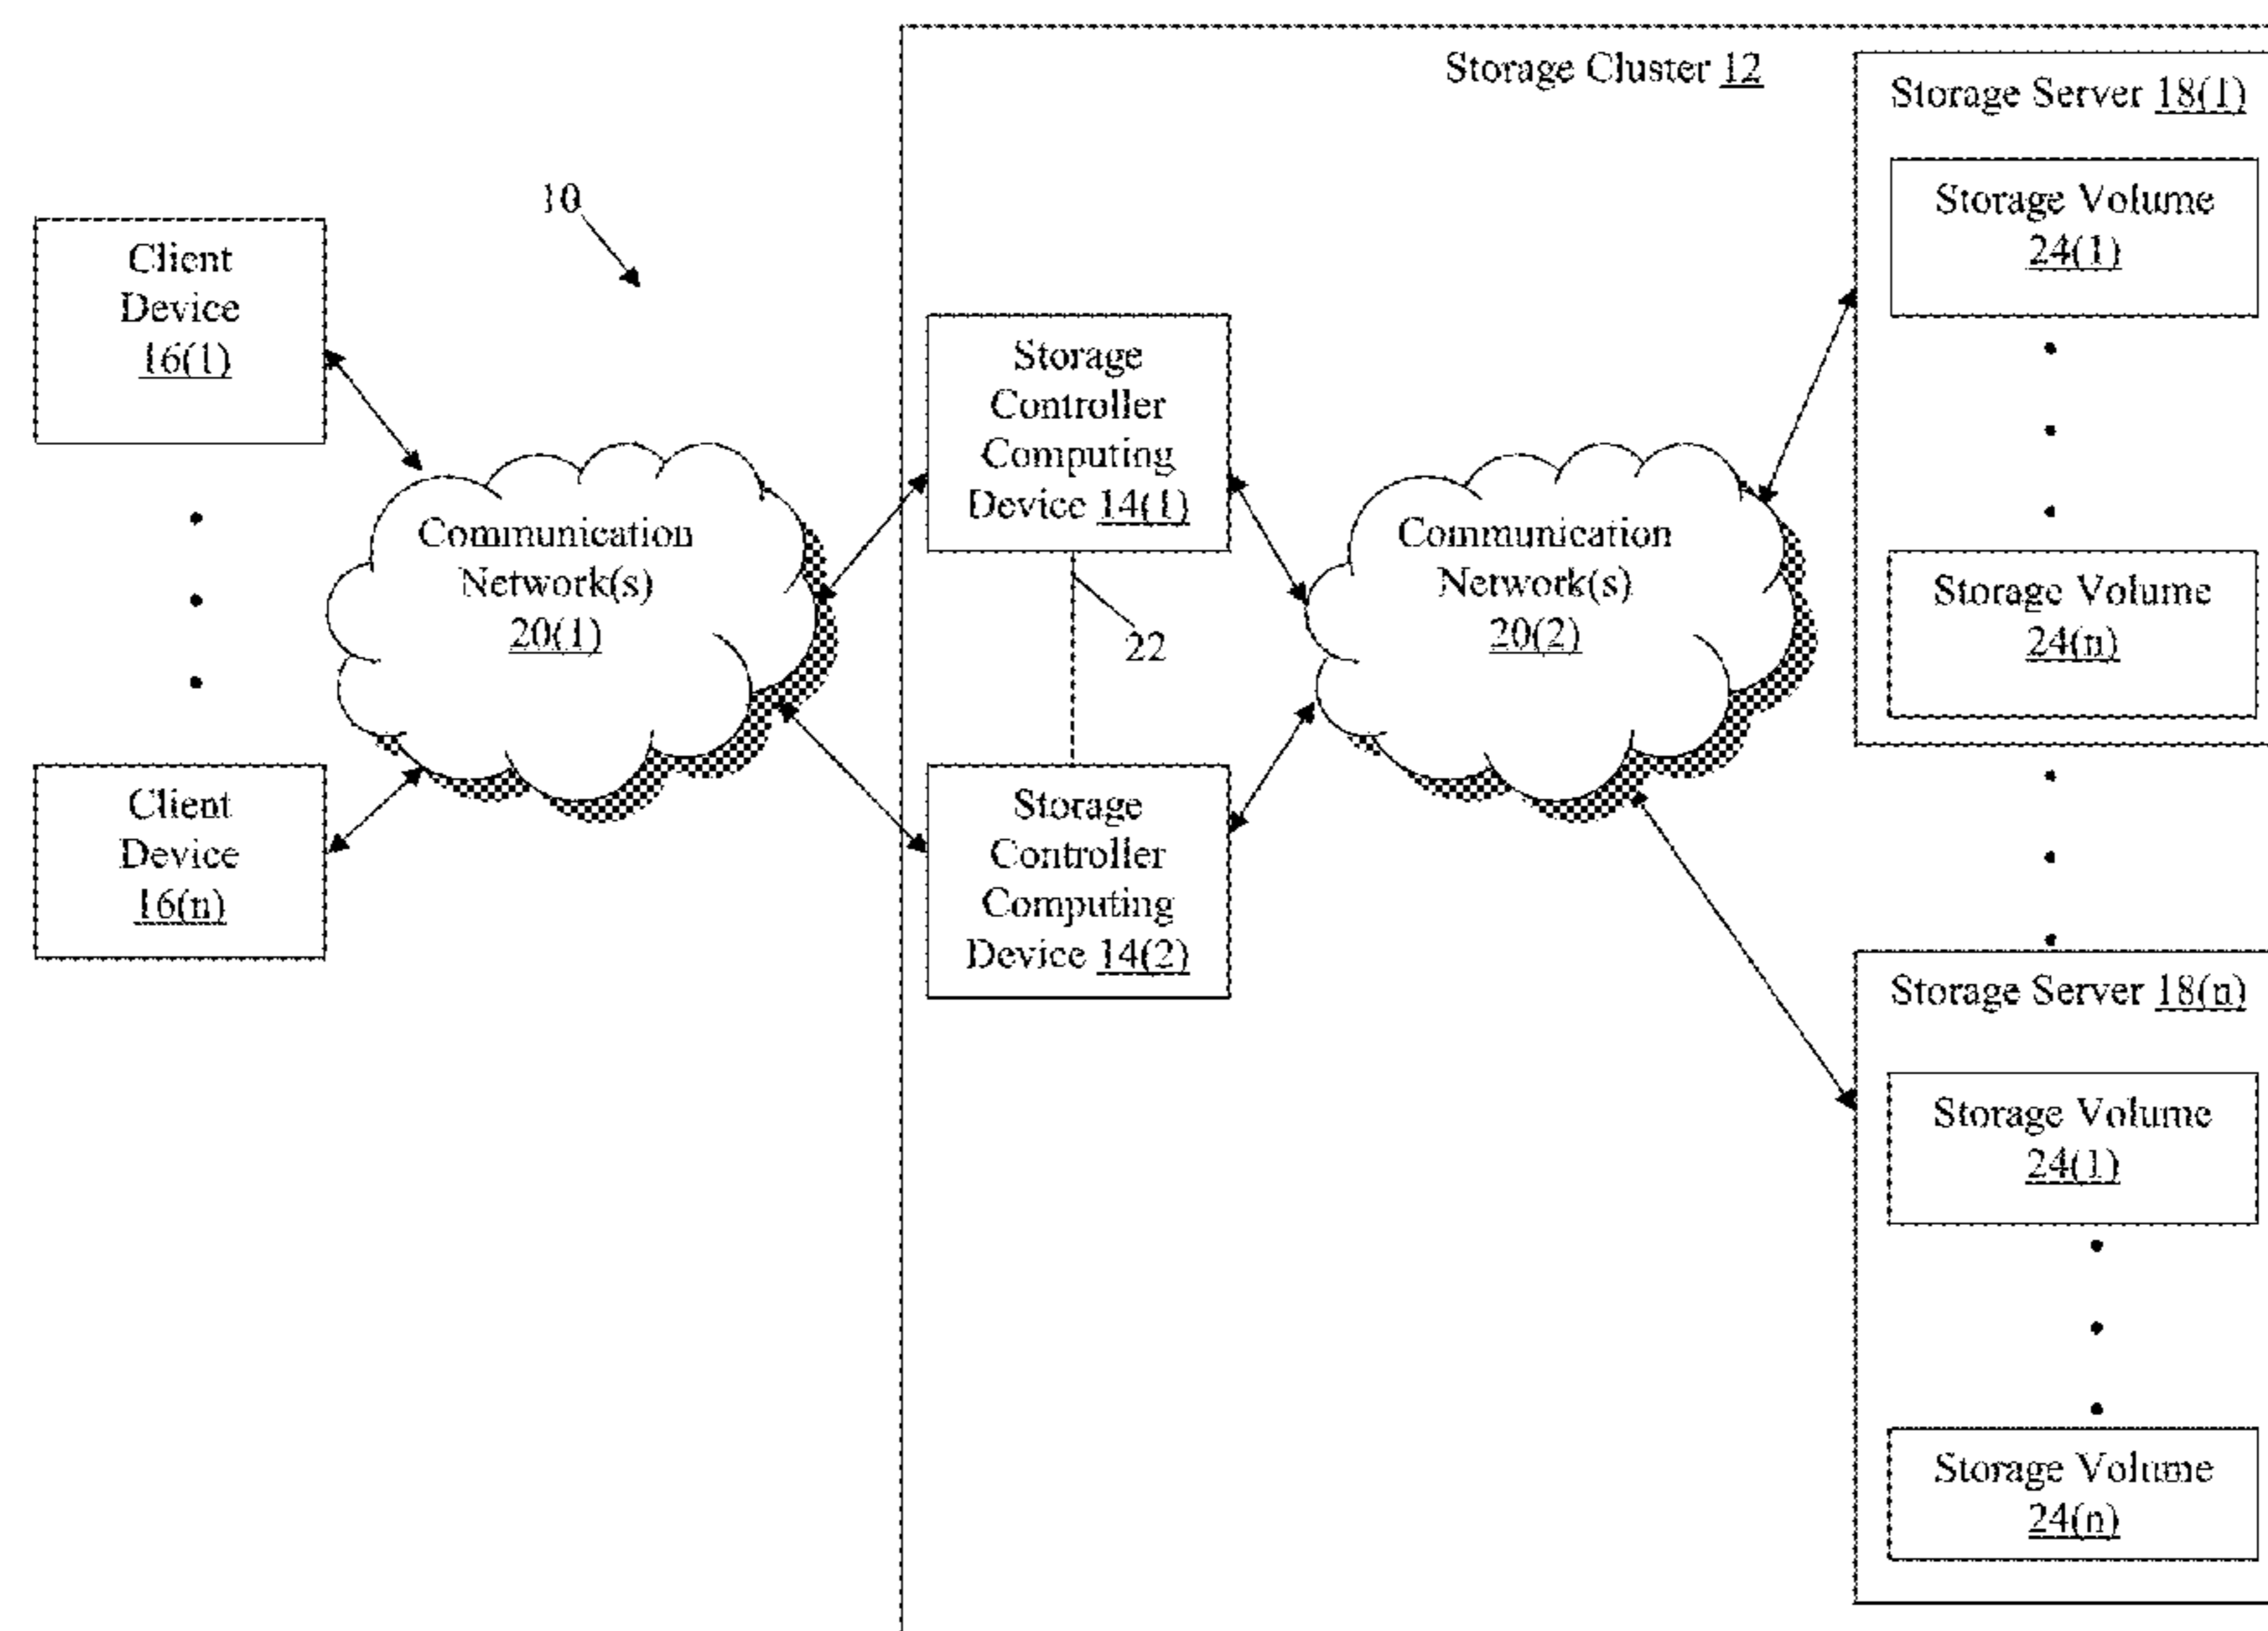 Storage Cluster 12
10
Client
Device
16(1)
Client
Device
16(n)
Communication
Network(s)
20(1)
Storage
Controller
Computing
Device 14(1)
22
Storage
Controller
Computing
Device 14(2)
Communication
Network(s)
20(2)
Storage Server 18(1)
Storage Volume
24(1)
Storage Volume
24(n)
Storage Server 18(n)
Storage Volume
24(1)
Storage Volume
24(n)